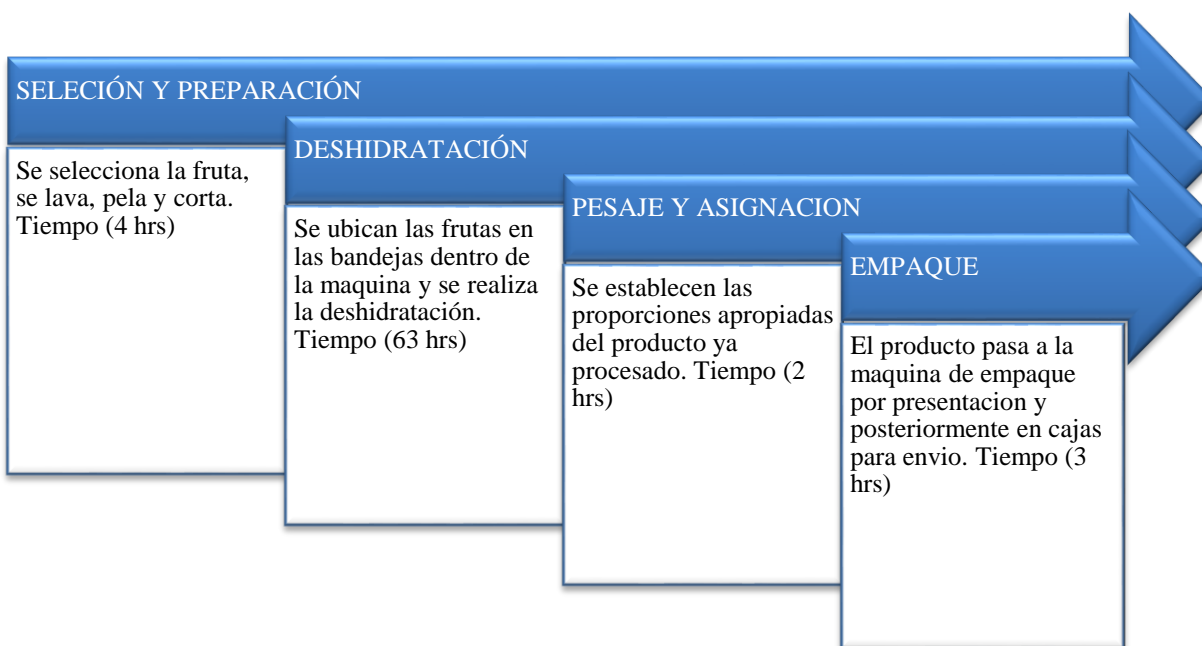 SELECIÓN Y PREPARACIÓN
Se selecciona la fruta,
se lava, pela y corta.
Tiempo (4 hrs)
DESHIDRATACIÓN
Se ubican las frutas en
las bandejas dentro de
la maquina y se realiza
la deshidratación.
Tiempo (63 hrs)
PESAJE Y ASIGNACION
Se establecen las
proporciones apropiadas
del producto ya
procesado. Tiempo (2
hrs)
EMPAQUE
El producto pasa a la
maquina de empaque
por presentacion y
posteriormente en cajas
para envio. Tiempo (3
hrs)